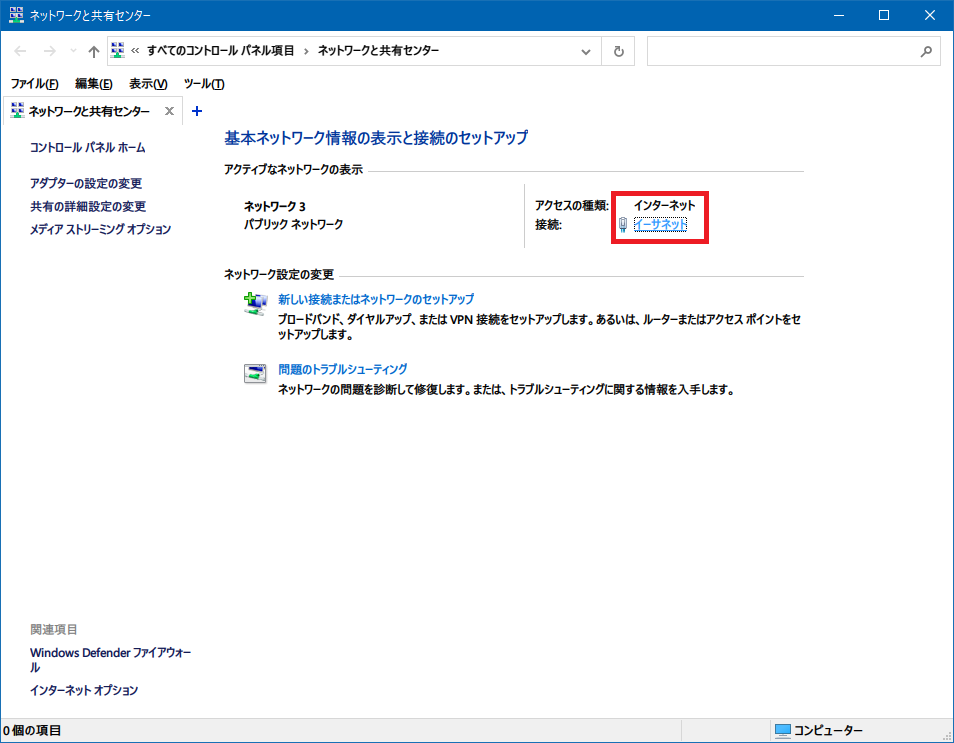 ネットワークと共有センター
« すべてのコントロール パネル項目 › ネットワークと共有センター
ファイル(F) 編集(E) 表示(V) ツール(T)
ネットワークと共有センター
コントロール パネル ホーム
アダプターの設定の変更
共有の詳細設定の変更
メディア ストリーミング オプション
基本ネットワーク情報の表示と接続のセットアップ
アクティブなネットワークの表示
ネットワーク 3
パブリック ネットワーク
アクセスの種類: インターネット
接続: イーサネット
ネットワーク設定の変更
新しい接続またはネットワークのセットアップ
ブロードバンド、ダイヤルアップ、または VPN 接続をセットアップします。あるいは、ルーターまたはアクセス ポイントをセ
ットアップします。
問題のトラブルシューティング
ネットワークの問題を診断して修復します。または、トラブルシューティングに関する情報を入手します。
関連項目
Windows Defender ファイアウォー
ル
インターネット オプション
0 個の項目
コンピューター